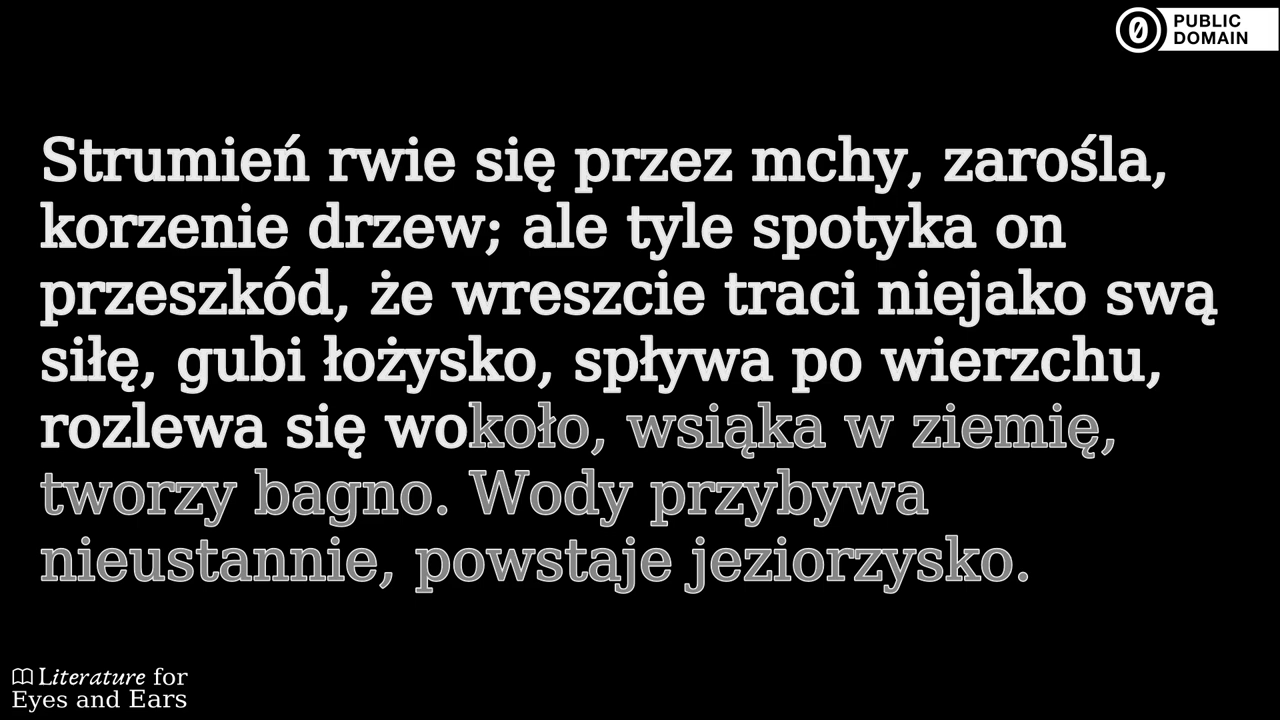 PUBLIC
DOMAIN
Strumień rwie się przez mchy, zarośla,
korzenie drzew; ale tyle spotyka on
przeszkód, że wreszcie traci niejako swą
siłę, gubi łożysko, spływa po wierzchu,
rozlewa się wokoło, wsiąka w ziemię,
tworzy bagno. Wody przybywa
nieustannie, powstaje jeziorzysko.
Literature for
Eyes and Ears